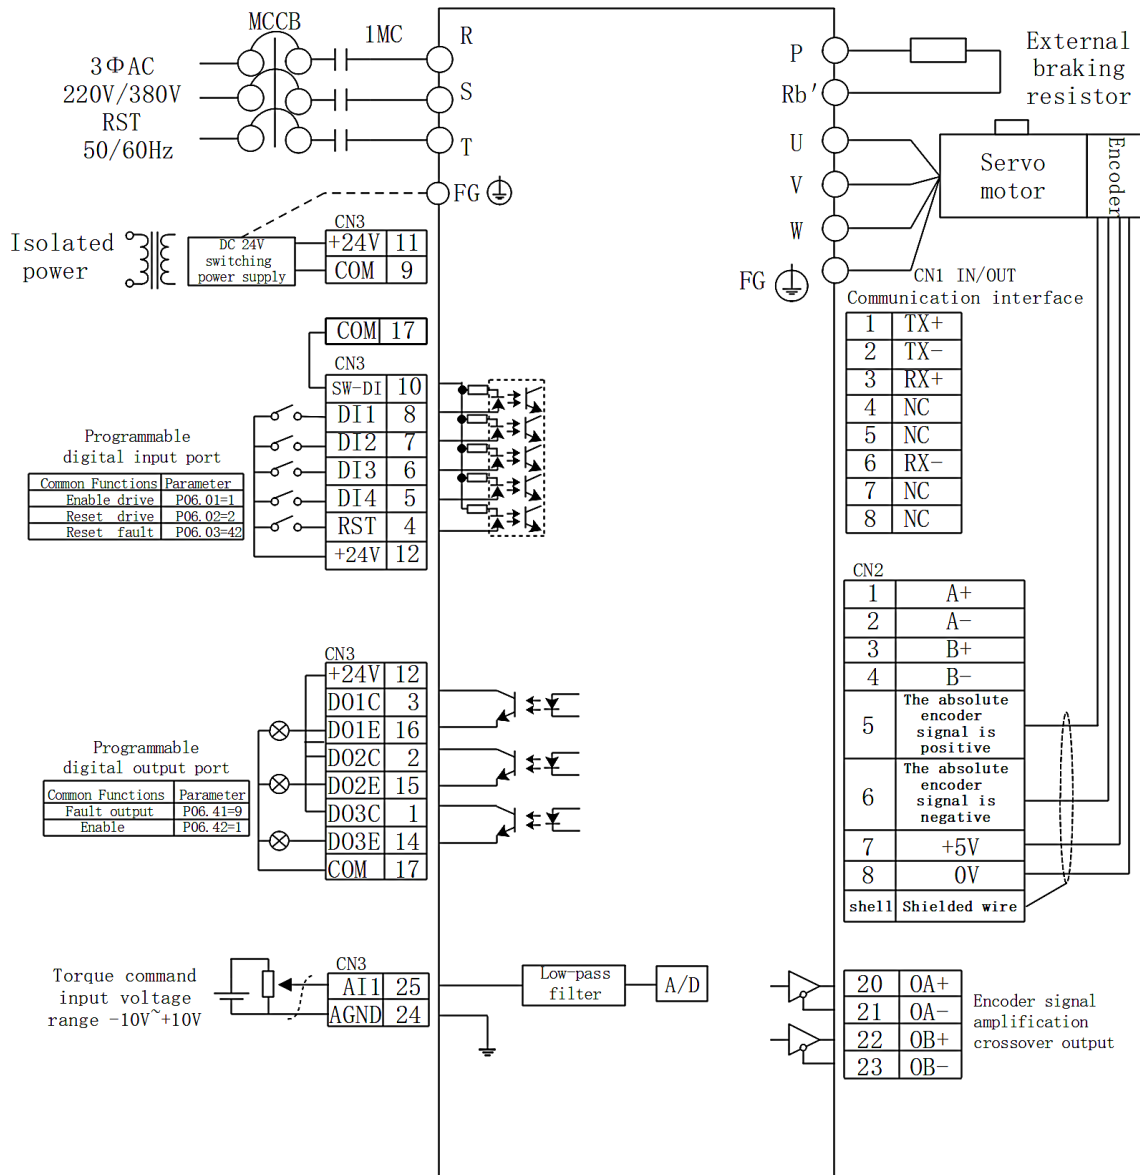 MCCB
1MC
R
3ΦAC
220V/380V
RST
50/60Hz
S
T
FG
Isolated
power
DC 24V
switching
power supply
CN3
+24V 11
COM 9
COM 17
CN3
SW-DI 10
DI1 8
DI2 7
DI3 6
DI4 5
RST 4
+24V 12
Programmable
digital input port
Common Functions Parameter
Enable drive P06.01=1
Reset drive P06.02=2
Reset fault P06.03=42
CN3
+24V 12
DO1C 3
DO1E 16
DO2C 2
DO2E 15
DO3C 1
DO3E 14
COM 17
Programmable
digital output port
Common Functions Parameter
Fault output P06.41=9
Enable P06.42=1
Torque command
input voltage
range -10V~+10V
CN3
AI1 25
AGND 24
Low-pass
filter
A/D
P
Rb'
External
braking
resistor
U
V
W
FG
Servo
motor
Encoder
CN1 IN/OUT
Communication interface
1 TX+
2 TX-
3 RX+
4 NC
5 NC
6 RX-
7 NC
8 NC
CN2
1 A+
2 A-
3 B+
4 B-
5 The absolute
encoder
signal is
positive
6 The absolute
encoder
signal is
negative
7 +5V
8 0V
shell Shielded wire
20 OA+
21 OA-
22 OB+
23 OB-
Encoder signal
amplification
crossover output